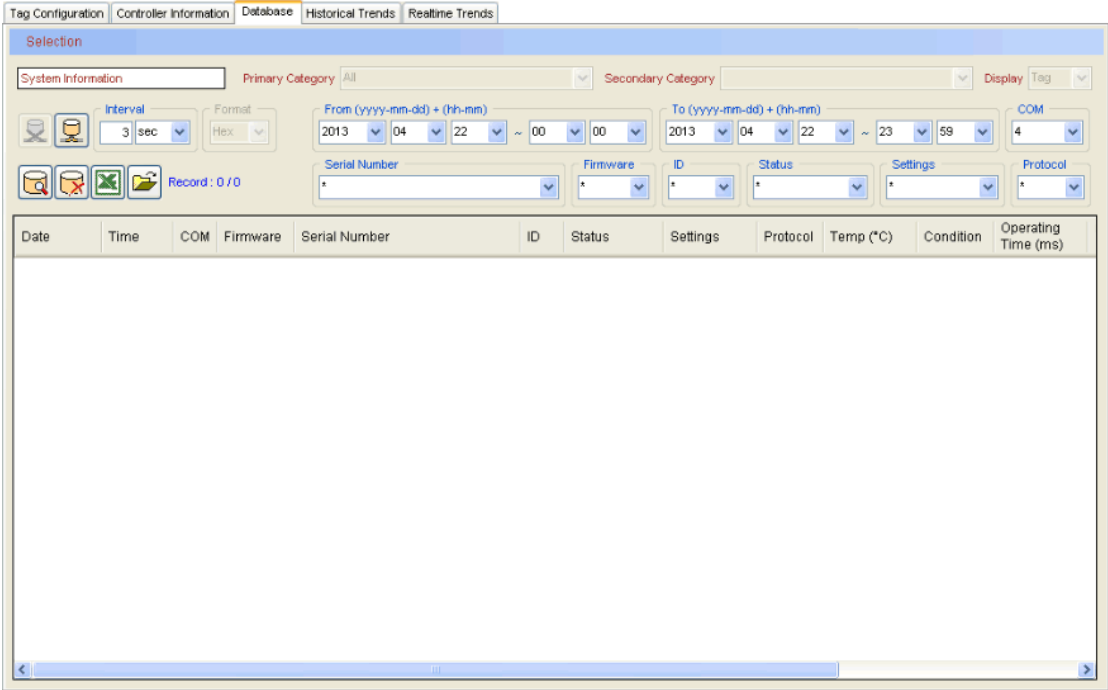 Tag Configuration Controller Information Database Historical Trends Realtime Trends
Selection
System Information Primary Category All Secondary Category Display Tag
Interval Format From (yyyy-mm-dd) + (hh-mm) To (yyyy-mm-dd) + (hh-mm) COM
3 sec Hex 2013 04 22 ~ 00 00 2013 04 22 ~ 23 59 4
Serial Number Firmware ID Status Settings Protocol
Record : 0 / 0 * * * * * *
Date Time COM Firmware Serial Number ID Status Settings Protocol Temp (°C) Condition Operating
Time (ms)